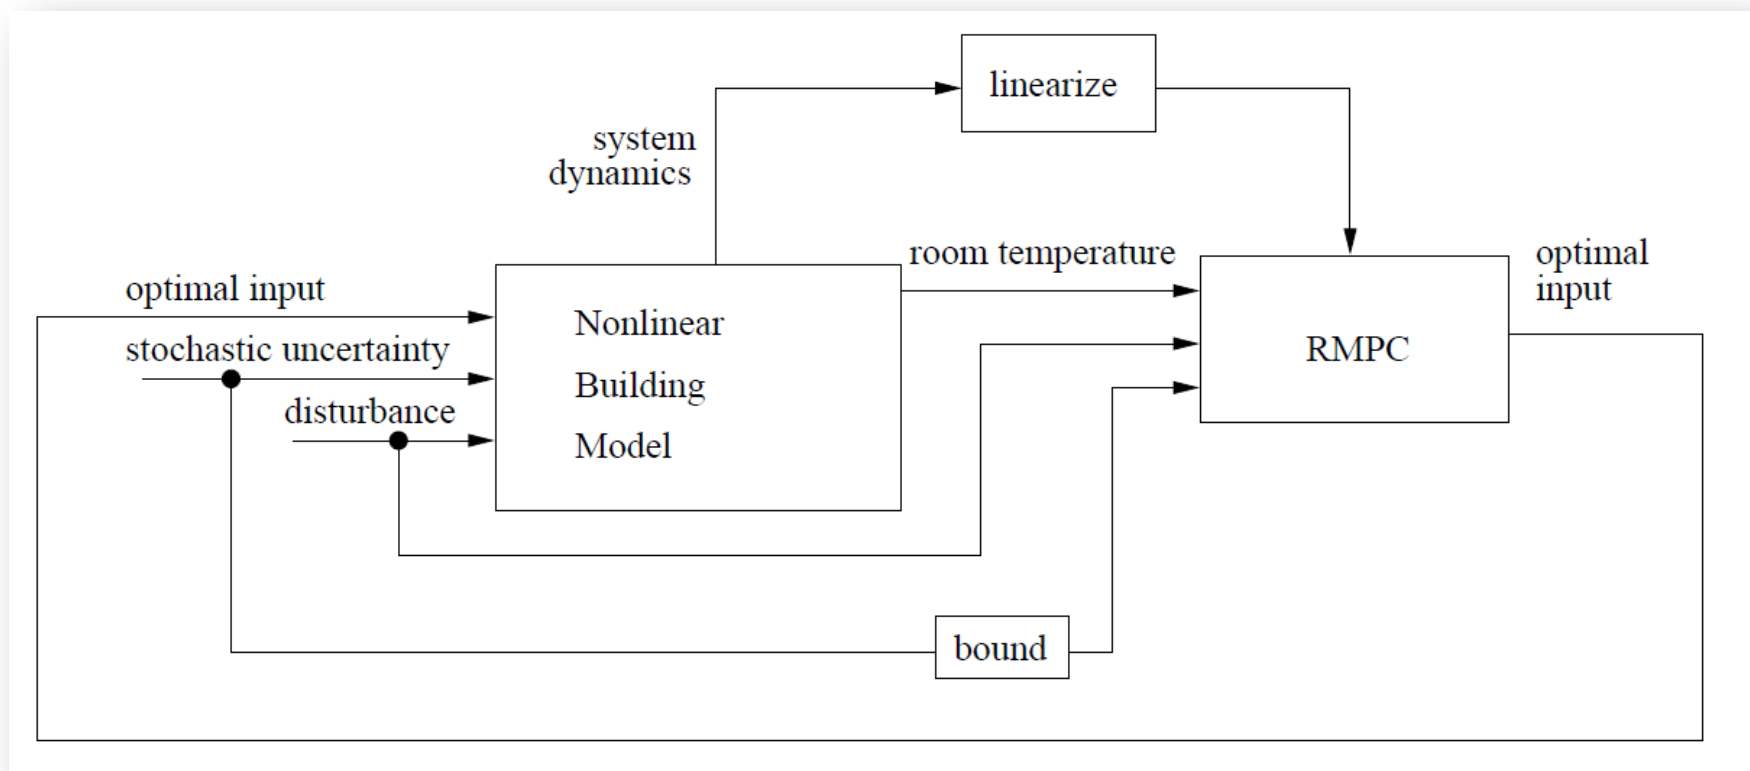 linearize
system
dynamics
room temperature
optimal
input
optimal input
Nonlinear
stochastic uncertainty
RMPC
Building
disturbance
Model
bound